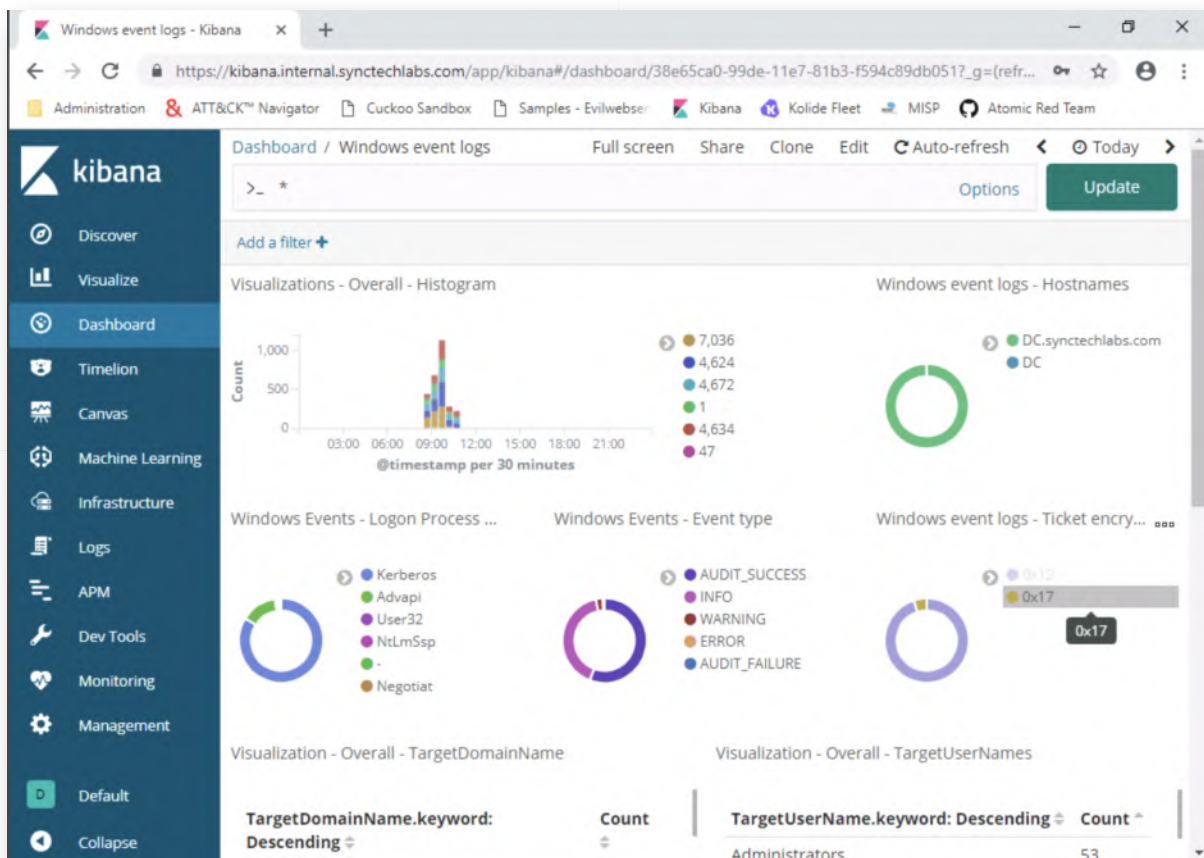 Windows event logs - Kibana
https://kibana.internal.synctechlabs.com/app/kibana#/dashboard/38e65ca0-99de-11e7-81b3-f594c89db051?_g=(refr...
Administration ATT&CK™ Navigator Cuckoo Sandbox Samples - Evilwebser Kibana Kolide Fleet MISP Atomic Red Team
kibana
Discover
Visualize
Dashboard
Timelion
Canvas
Machine Learning
Infrastructure
Logs
APM
Dev Tools
Monitoring
Management
D Default
Collapse
Dashboard / Windows event logs Full screen Share Clone Edit Auto-refresh Today
>_ * Options Update
Add a filter +
Visualizations - Overall - Histogram
Count
1,000
500
0
03:00 06:00 09:00 12:00 15:00 18:00 21:00
@timestamp per 30 minutes
7,036
4,624
4,672
1
4,634
47
Windows event logs - Hostnames
DC.synctechlabs.com
DC
Windows Events - Logon Process ...
Kerberos
Advapi
User32
NtLmSsp
-
Negotiat
Windows Events - Event type
AUDIT_SUCCESS
INFO
WARNING
ERROR
AUDIT_FAILURE
Windows event logs - Ticket encry...
0x12
0x17
0x17
Visualization - Overall - TargetDomainName
TargetDomainName.keyword: Count
Descending
Visualization - Overall - TargetUserNames
TargetUserName.keyword: Descending Count
Administrators 53